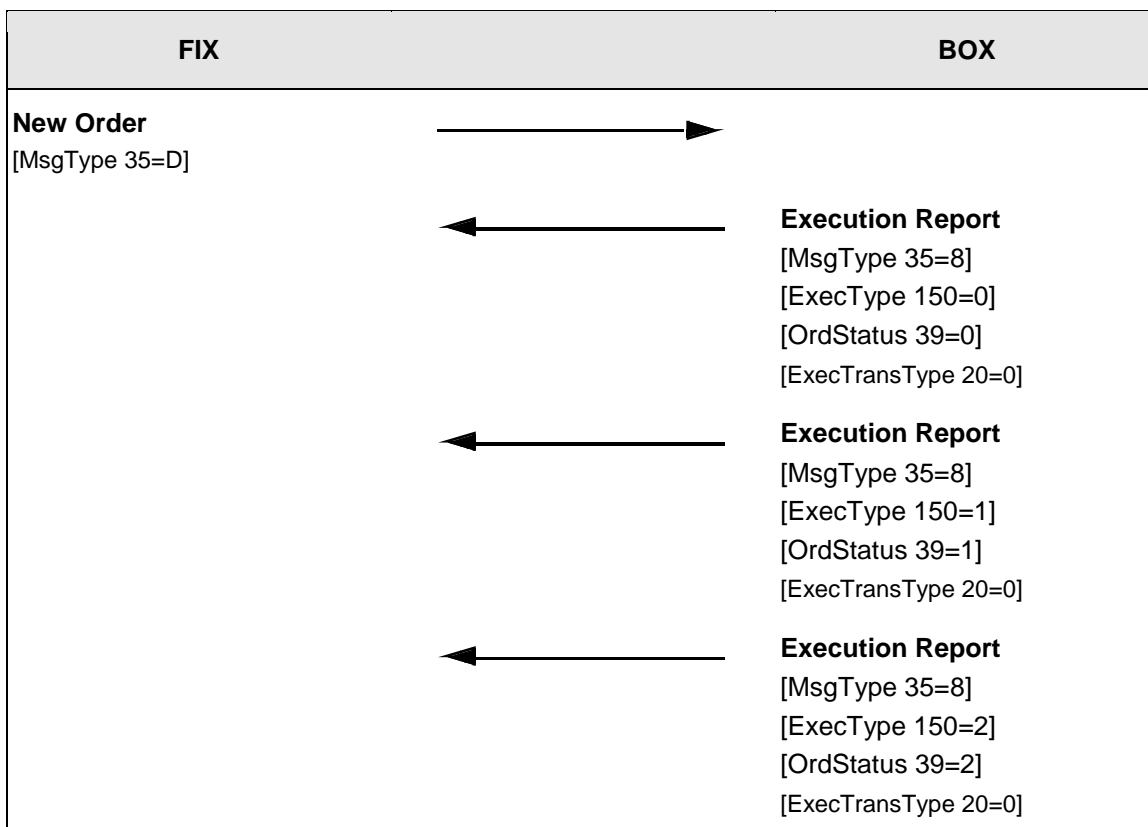 FIX
BOX
New Order
[MsgType 35=D]
Execution Report
[MsgType 35=8]
[ExecType 150=0]
[OrdStatus 39=0]
[ExecTransType 20=0]
Execution Report
[MsgType 35=8]
[ExecType 150=1]
[OrdStatus 39=1]
[ExecTransType 20=0]
Execution Report
[MsgType 35=8]
[ExecType 150=2]
[OrdStatus 39=2]
[ExecTransType 20=0]